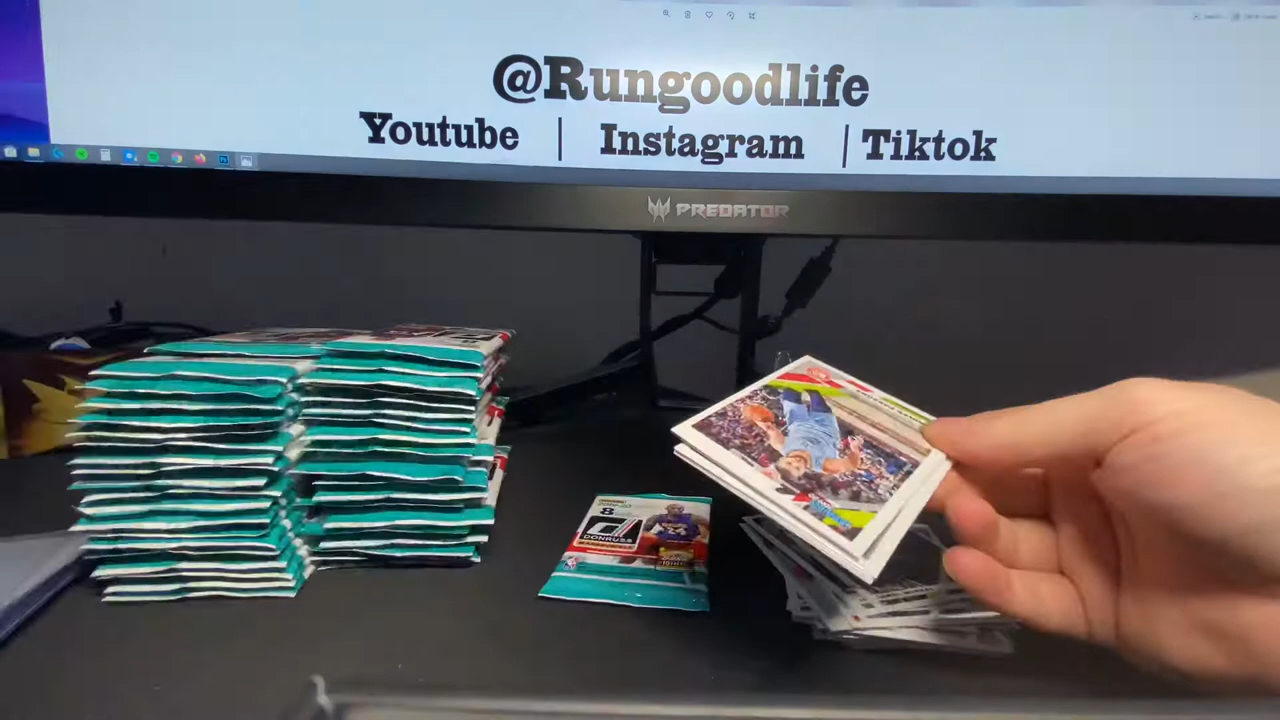 @Rungoodlife
Youtube | Instagram | Tiktok
PREDATOR
8
DONRUSS